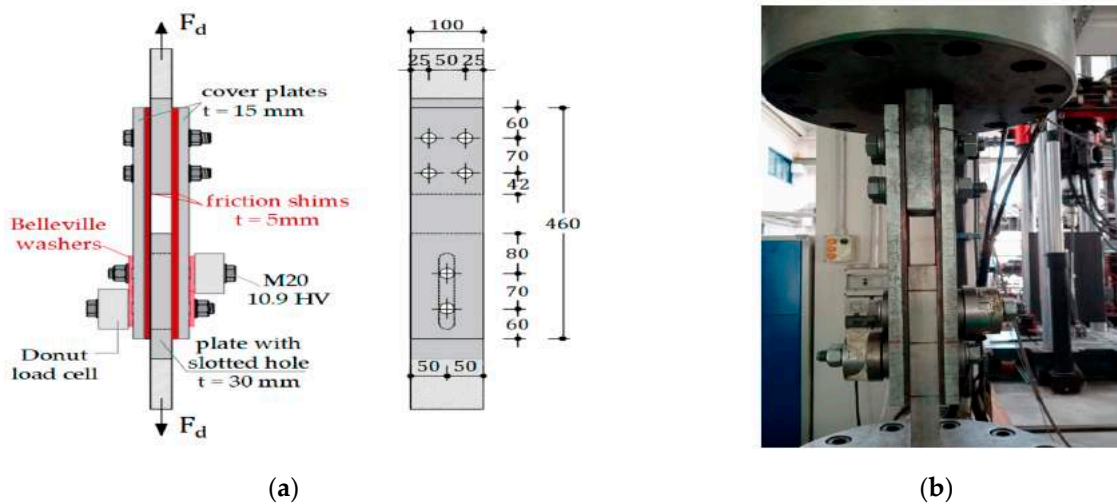 F_d
cover plates
t = 15 mm
friction shims
t = 5mm
Belleville
washers
M20
10.9 HV
Donut
load cell
plate with
slotted hole
t = 30 mm
F_d
100
25 50 25
60
70
42
460
80
70
60
50 50
(a)
(b)